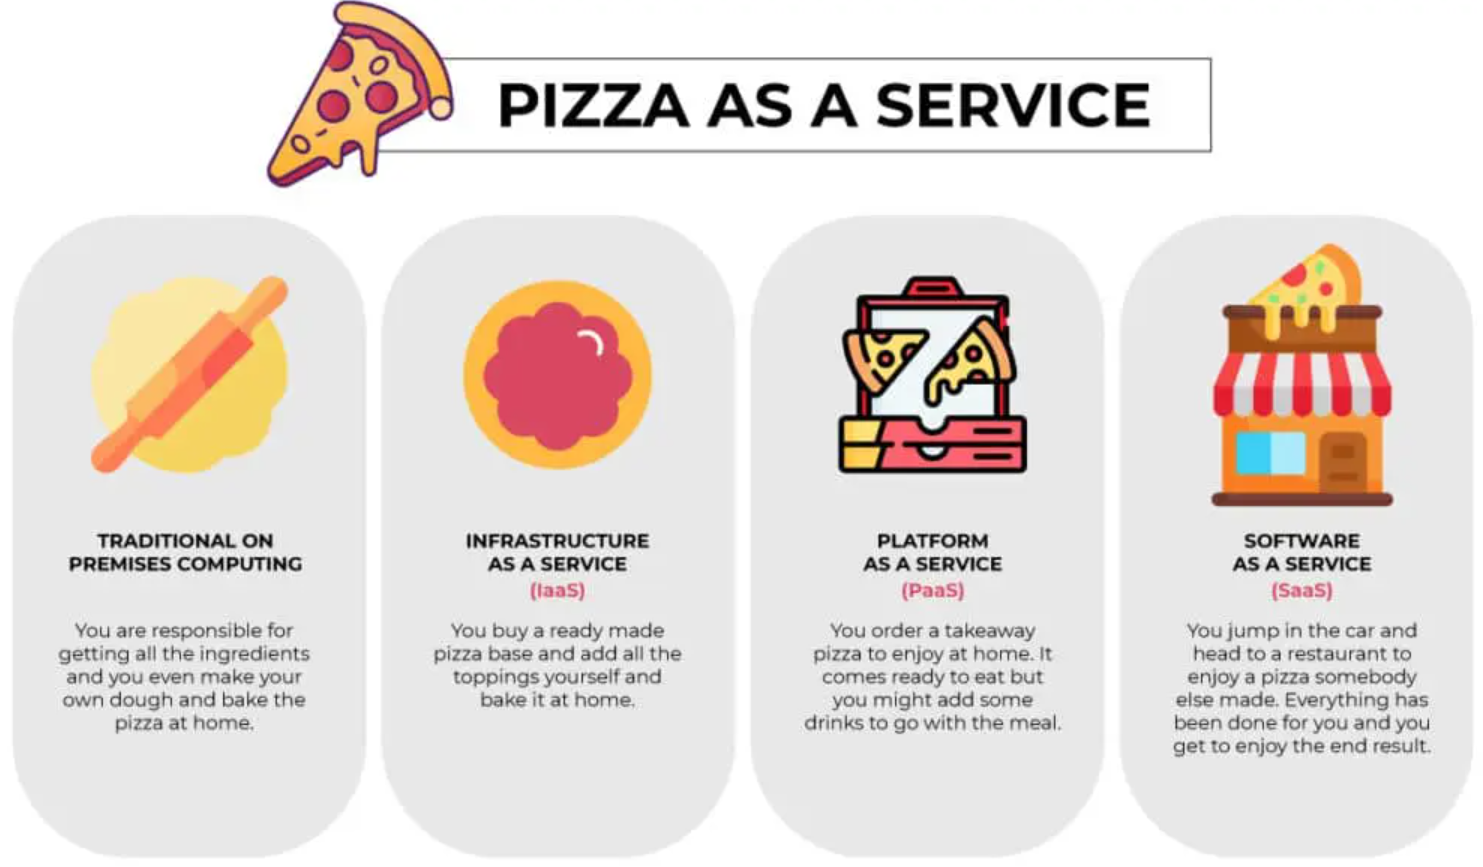 PIZZA AS A SERVICE
TRADITIONAL ON
PREMISES COMPUTING
You are responsible for
getting all the ingredients
and you even make your
own dough and bake the
pizza at home.
INFRASTRUCTURE
AS A SERVICE
(IaaS)
You buy a ready made
pizza base and add all the
toppings yourself and
bake it at home.
PLATFORM
AS A SERVICE
(PaaS)
You order a takeaway
pizza to enjoy at home. It
comes ready to eat but
you might add some
drinks to go with the meal.
SOFTWARE
AS A SERVICE
(SaaS)
You jump in the car and
head to a restaurant to
enjoy a pizza somebody
else made. Everything has
been done for you and you
get to enjoy the end result.